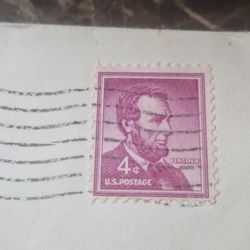 4¢
LINCOLN
U.S. POSTAGE